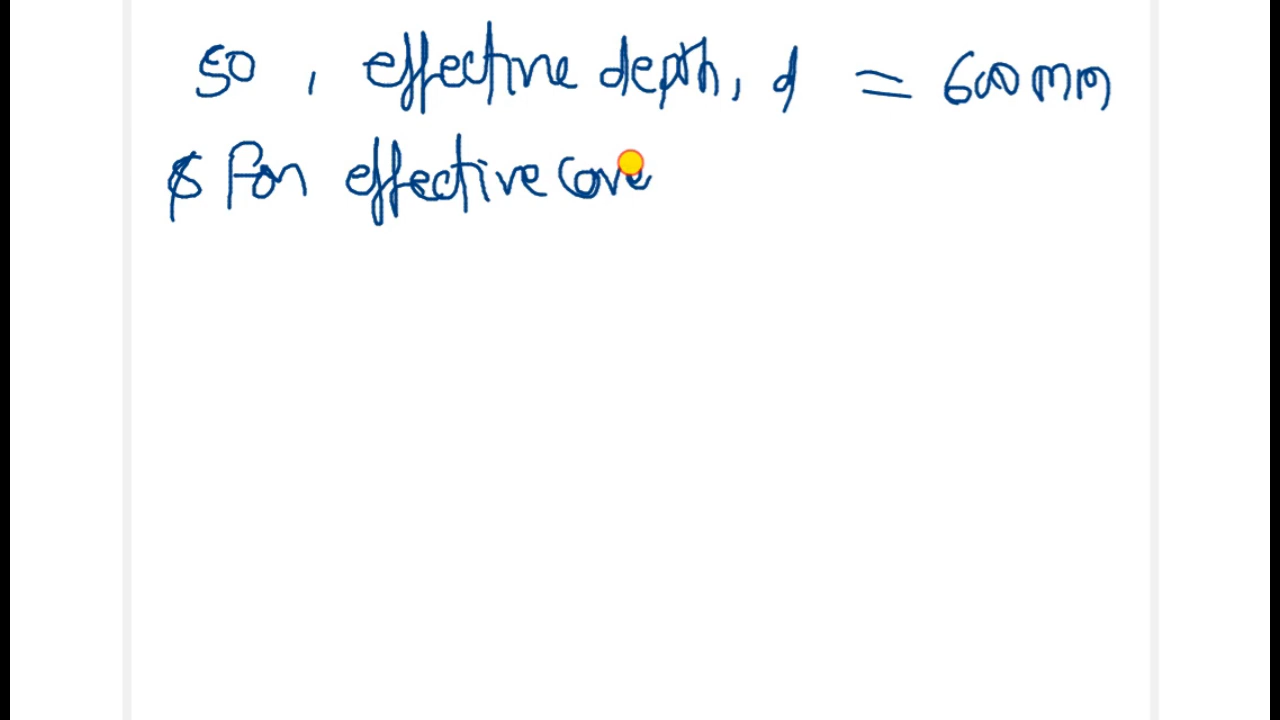 so, effective depth, d = 600mm
& For effective cove